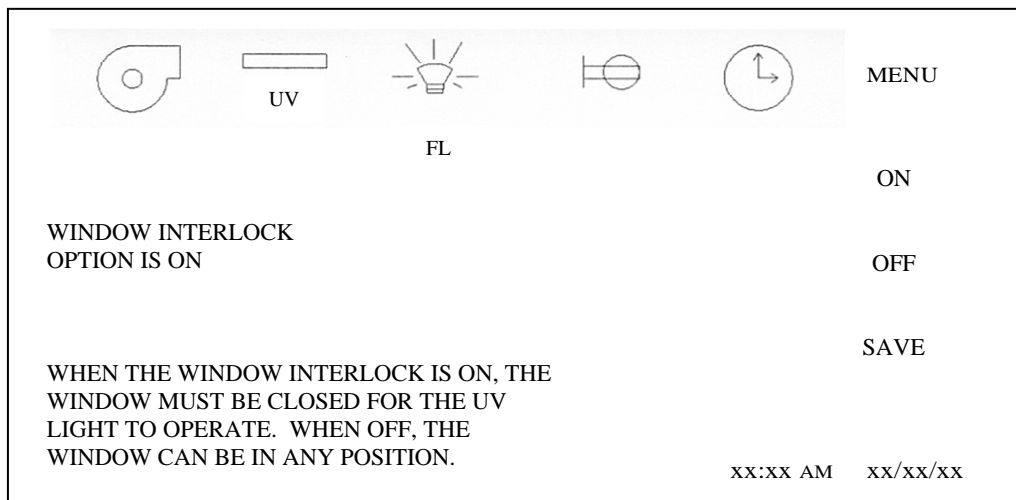 MENU
UV
FL
ON
WINDOW INTERLOCK
OPTION IS ON
OFF
SAVE
WHEN THE WINDOW INTERLOCK IS ON, THE
WINDOW MUST BE CLOSED FOR THE UV
LIGHT TO OPERATE. WHEN OFF, THE
WINDOW CAN BE IN ANY POSITION.
xx:xx AM xx/xx/xx